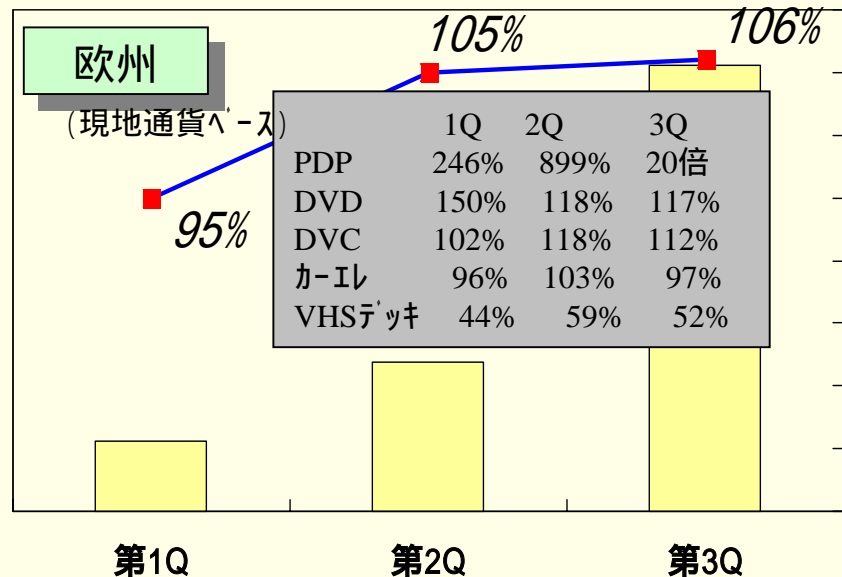 105%
106%
欧州
(現地通貨ﾍﾞｰｽ)
1Q 2Q 3Q
PDP 246% 899% 20倍
95%
DVD 150% 118% 117%
DVC 102% 118% 112%
ｶｰｴﾚ 96% 103% 97%
VHSﾃﾞｯｷ 44% 59% 52%
第1Q 第2Q 第3Q